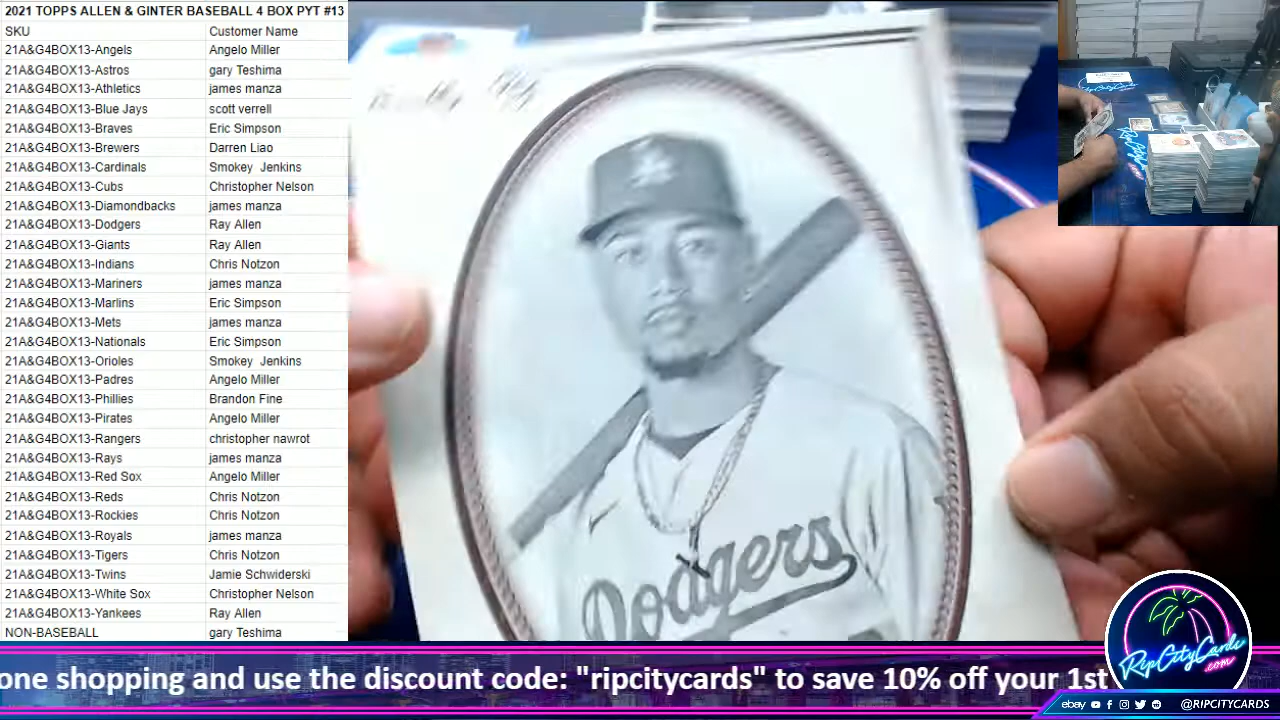 2021 TOPPS ALLEN & GINTER BASEBALL 4 BOX PYT #13
SKU Customer Name
21A&G4BOX13-Angels Angelo Miller
21A&G4BOX13-Astros gary Teshima
21A&G4BOX13-Athletics james manza
21A&G4BOX13-Blue Jays scott verrell
21A&G4BOX13-Braves Eric Simpson
21A&G4BOX13-Brewers Darren Liao
21A&G4BOX13-Cardinals Smokey  Jenkins
21A&G4BOX13-Cubs Christopher Nelson
21A&G4BOX13-Diamondbacks james manza
21A&G4BOX13-Dodgers Ray Allen
21A&G4BOX13-Giants Ray Allen
21A&G4BOX13-Indians Chris Notzon
21A&G4BOX13-Mariners james manza
21A&G4BOX13-Marlins Eric Simpson
21A&G4BOX13-Mets james manza
21A&G4BOX13-Nationals Eric Simpson
21A&G4BOX13-Orioles Smokey  Jenkins
21A&G4BOX13-Padres Angelo Miller
21A&G4BOX13-Phillies Brandon Fine
21A&G4BOX13-Pirates Angelo Miller
21A&G4BOX13-Rangers christopher nawrot
21A&G4BOX13-Rays james manza
21A&G4BOX13-Red Sox Angelo Miller
21A&G4BOX13-Reds Chris Notzon
21A&G4BOX13-Rockies Chris Notzon
21A&G4BOX13-Royals james manza
21A&G4BOX13-Tigers Chris Notzon
21A&G4BOX13-Twins Jamie Schwiderski
21A&G4BOX13-White Sox Christopher Nelson
21A&G4BOX13-Yankees Ray Allen
NON-BASEBALL gary Teshima
LA
Dodgers
one shopping and use the discount code: "ripcitycards" to save 10% off your 1st
RipCityCards
.com
ebay @RIPCITYCARDS